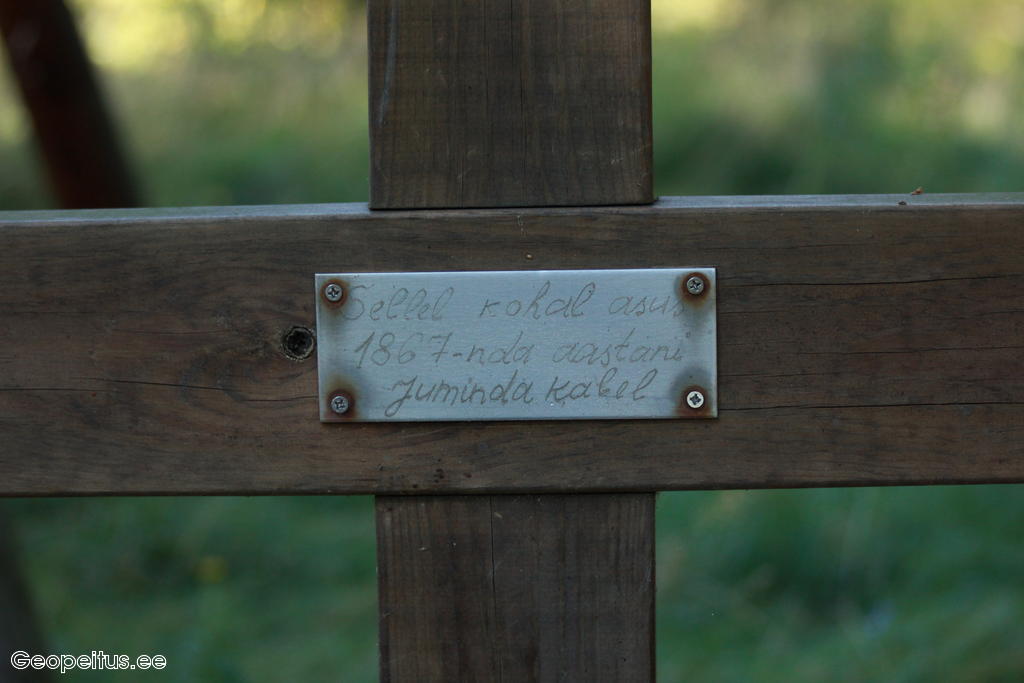 Sellel kohal asus
1867-nda aastani
Juminda kabel
Geopeitus.ee